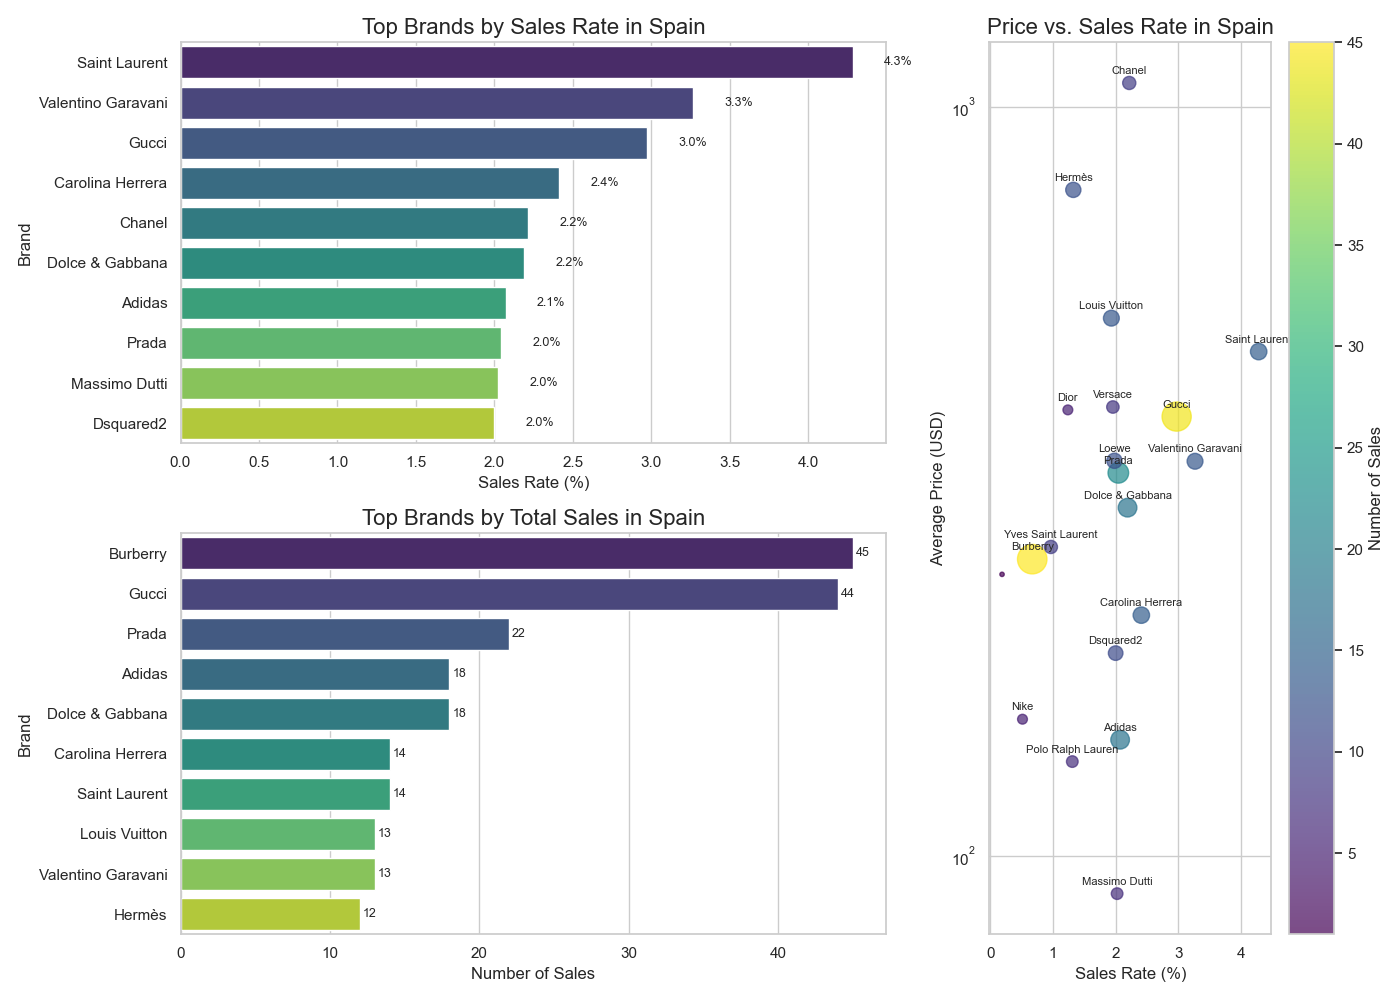 Top Brands by Sales Rate in Spain
Brand
Saint Laurent
4.3%
Valentino Garavani
3.3%
Gucci
3.0%
Carolina Herrera
2.4%
Chanel
2.2%
Dolce & Gabbana
2.2%
Adidas
2.1%
Prada
2.0%
Massimo Dutti
2.0%
Dsquared2
2.0%
0.0 0.5 1.0 1.5 2.0 2.5 3.0 3.5 4.0
Sales Rate (%)
Top Brands by Total Sales in Spain
Brand
Burberry
45
Gucci
44
Prada
22
Adidas
18
Dolce & Gabbana
18
Carolina Herrera
14
Saint Laurent
14
Louis Vuitton
13
Valentino Garavani
13
Hermès
12
0 10 20 30 40
Number of Sales
Price vs. Sales Rate in Spain
Average Price (USD)
10³
10²
Chanel
Hermès
Louis Vuitton
Saint Lauren
Dior
Versace
Gucci
Loewe
Valentino Garavani
Prada
Dolce & Gabbana
Yves Saint Laurent
Burberry
Carolina Herrera
Dsquared2
Nike
Adidas
Polo Ralph Lauren
Massimo Dutti
0 1 2 3 4
Sales Rate (%)
45
40
35
30
25
20
15
10
5
Number of Sales